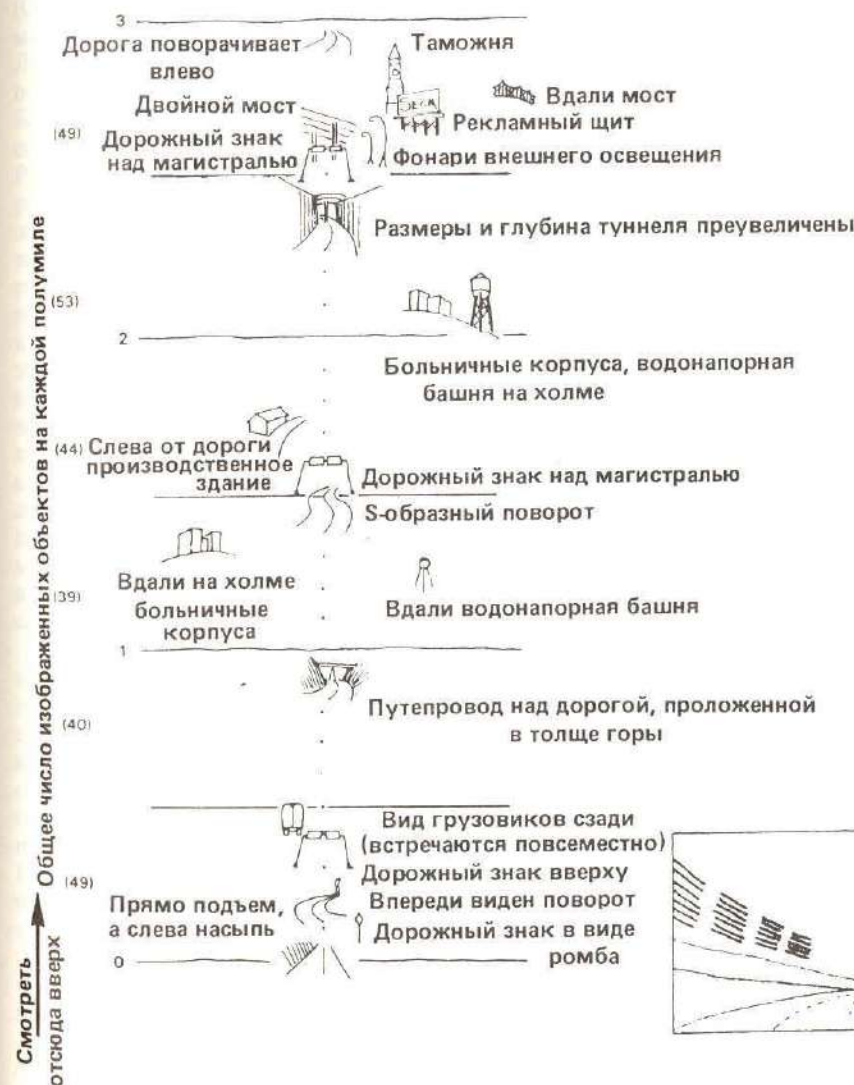 3
Дорога поворачивает
влево
Таможня
Вдали мост
Двойной мост
Рекламный щит
(49)
Дорожный знак
над магистралью
Фонари внешнего освещения
Размеры и глубина туннеля преувеличены
(53)
2
Больничные корпуса, водонапорная
башня на холме
(44)
Слева от дороги
производственное
здание
Дорожный знак над магистралью
S-образный поворот
Вдали на холме
больничные
корпуса
(39)
Вдали водонапорная башня
1
Путепровод над дорогой, проложенной
в толще горы
(40)
Вид грузовиков сзади
(встречаются повсеместно)
Дорожный знак вверху
(49)
Прямо подъем,
а слева насыпь
Впереди виден поворот
Дорожный знак в виде
ромба
0
Смотреть
отсюда вверх
Общее число изображенных объектов на каждой полумиле